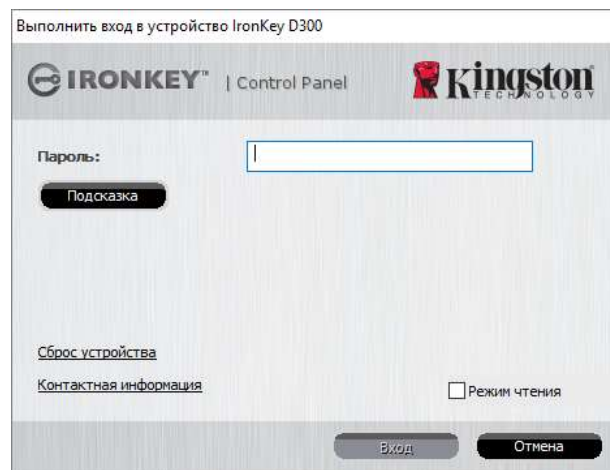 Выполнить вход в устройство IronKey D300
IRONKEY™ | Control Panel
Kingston
TECHNOLOGY
Пароль:
Подсказка
Сброс устройства
Контактная информация
Режим чтения
Вход
Отмена